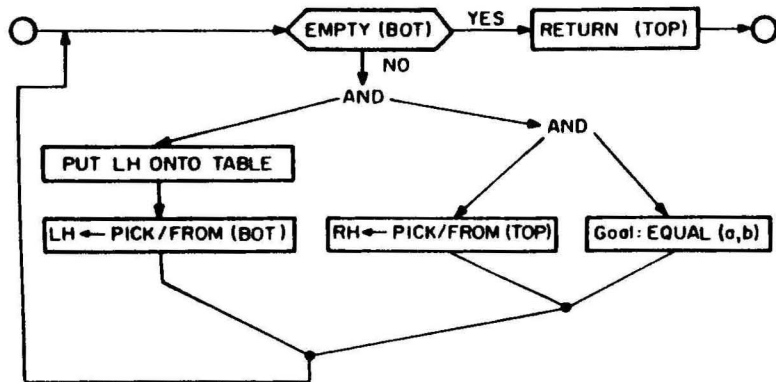 EMPTY (BOT)
YES
RETURN (TOP)
NO
AND
AND
PUT LH ONTO TABLE
LH ← PICK/FROM (BOT)
RH ← PICK/FROM (TOP)
Goal: EQUAL (a,b)